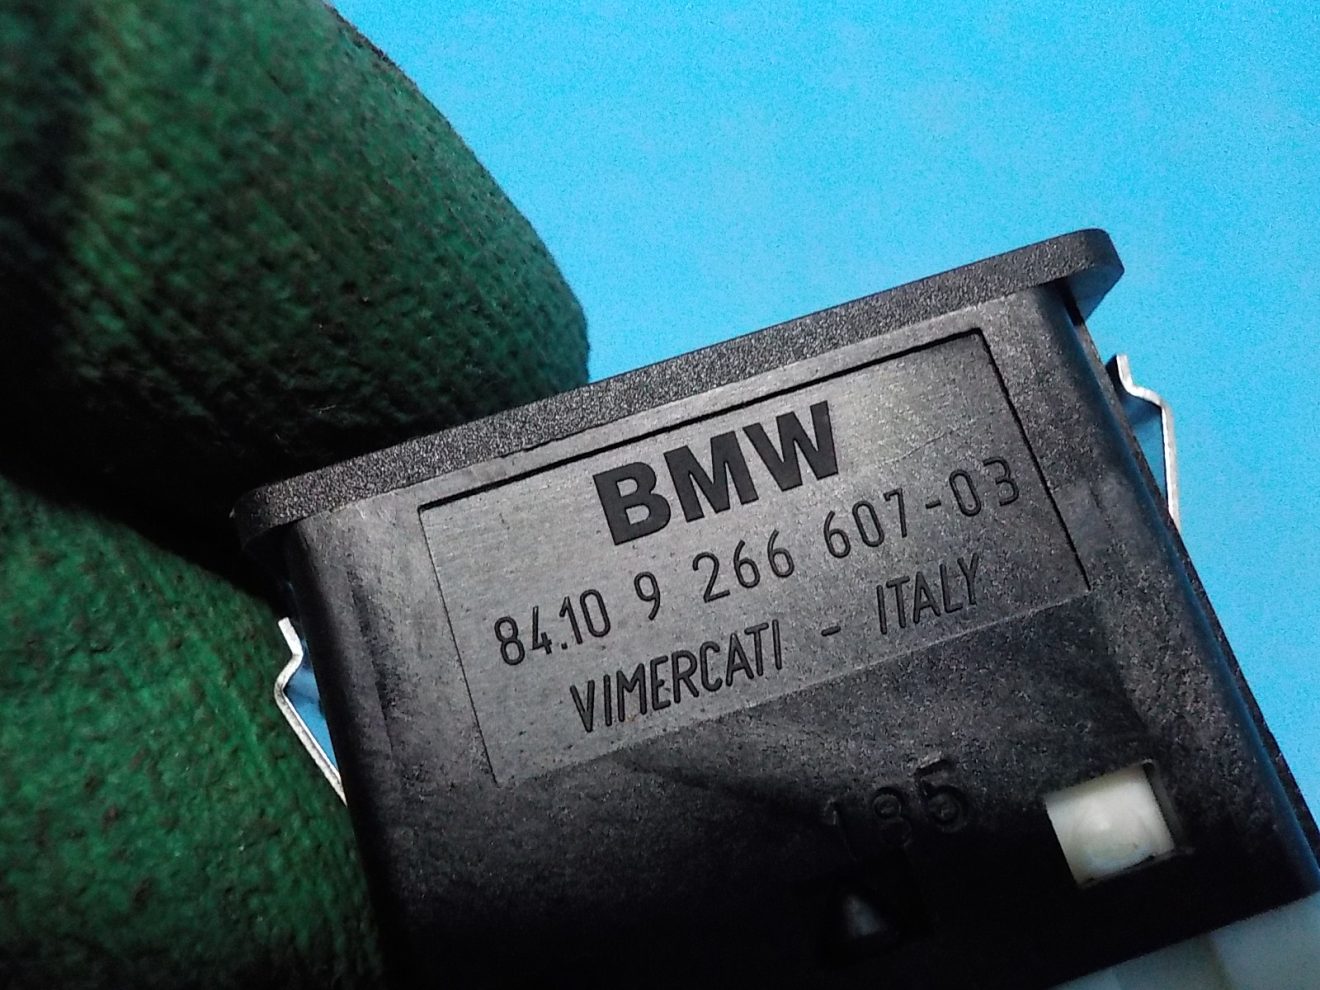 BMW
84.10 9 266 607-03
VIMERCATI - ITALY